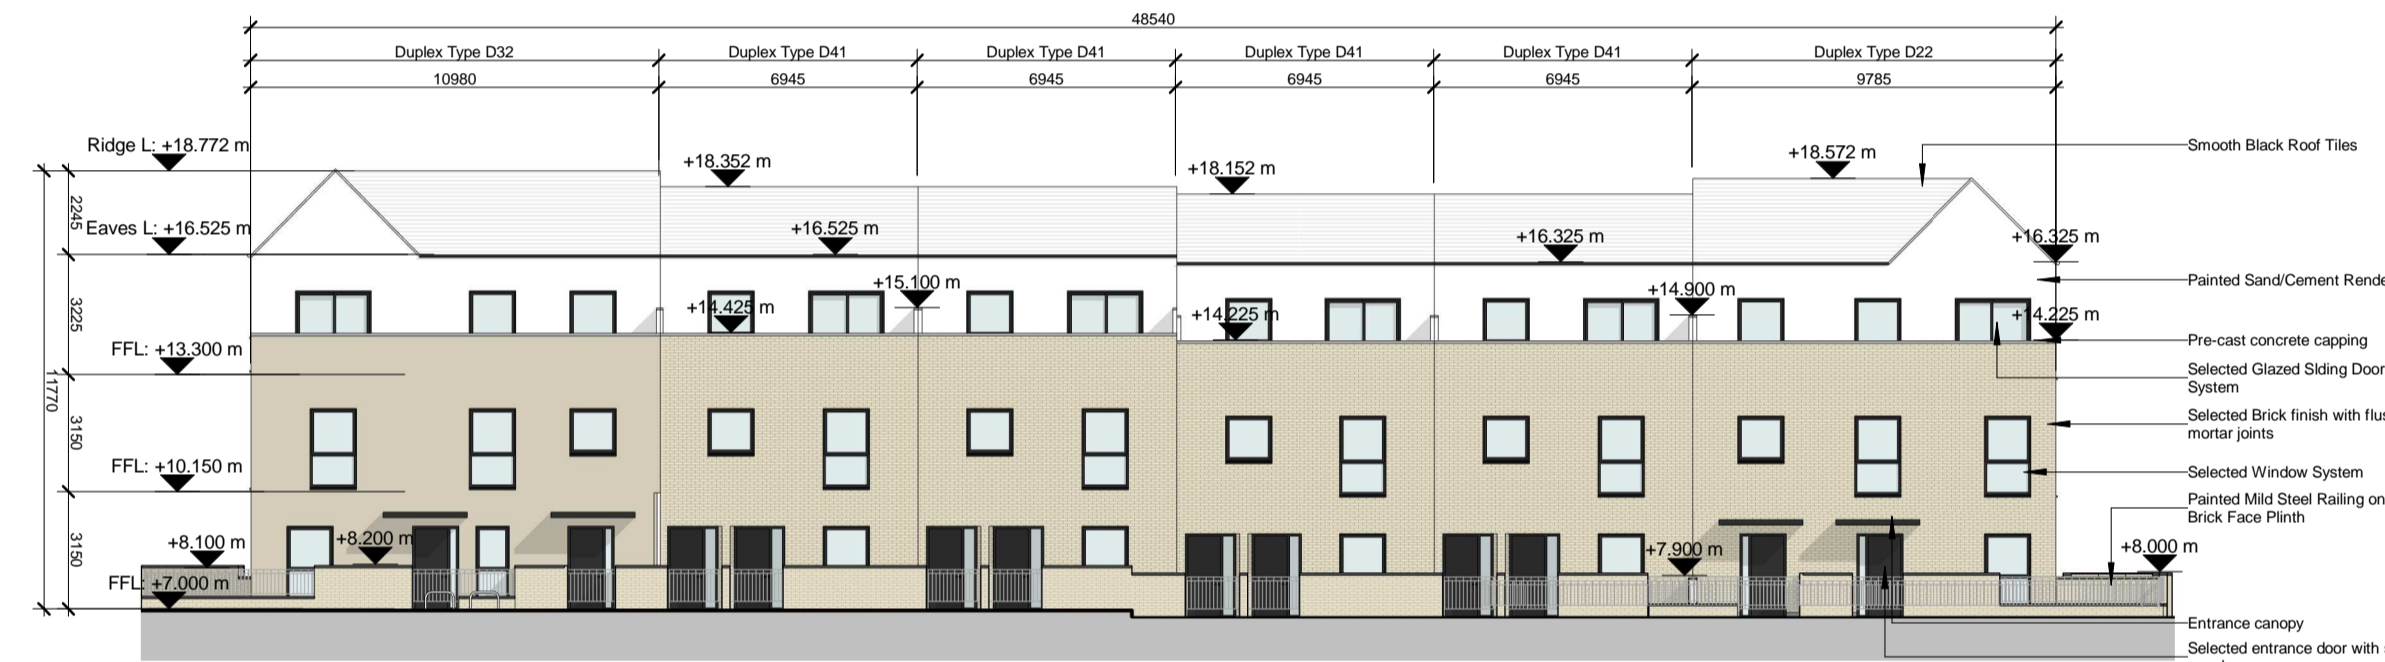 48540
Duplex Type D32 Duplex Type D41 Duplex Type D41 Duplex Type D41 Duplex Type D41 Duplex Type D22
10980 6945 6945 6945 6945 9785
Ridge L: +18.772 m
+18.352 m
+18.152 m
+18.572 m
Smooth Black Roof Tiles
2245
Eaves L: +16.525 m
+16.525 m
+16.325 m
+16.325 m
Painted Sand/Cement Rende
+15.100 m
+14.900 m
3225
+14.425 m
+14.225 m
+14.225 m
Pre-cast concrete capping
FFL: +13.300 m
Selected Glazed Slding Door
System
11770
3150
Selected Brick finish with flus
mortar joints
FFL: +10.150 m
Selected Window System
Painted Mild Steel Railing on
Brick Face Plinth
3150
+8.100 m
+8.200 m
+7.900 m
+8.000 m
FFL: +7.000 m
Entrance canopy
Selected entrance door with